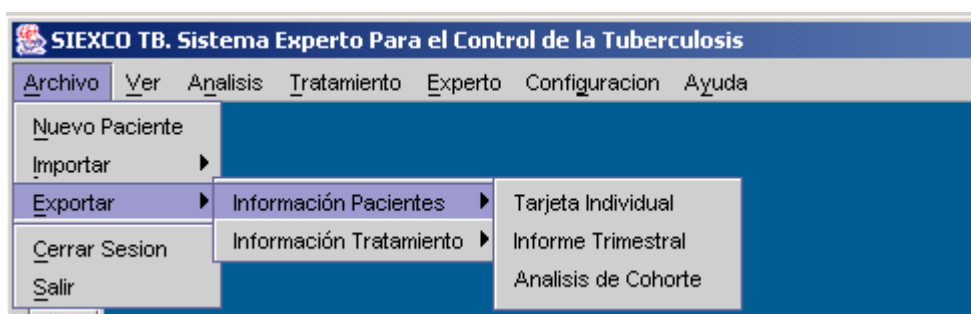 SIEXCO TB. Sistema Experto Para el Control de la Tuberculosis
Archivo Ver Analisis Tratamiento Experto Configuracion Ayuda
Nuevo Paciente
Importar
Exportar Información Pacientes Tarjeta Individual
Información Tratamiento Informe Trimestral
Cerrar Sesion
Analisis de Cohorte
Salir